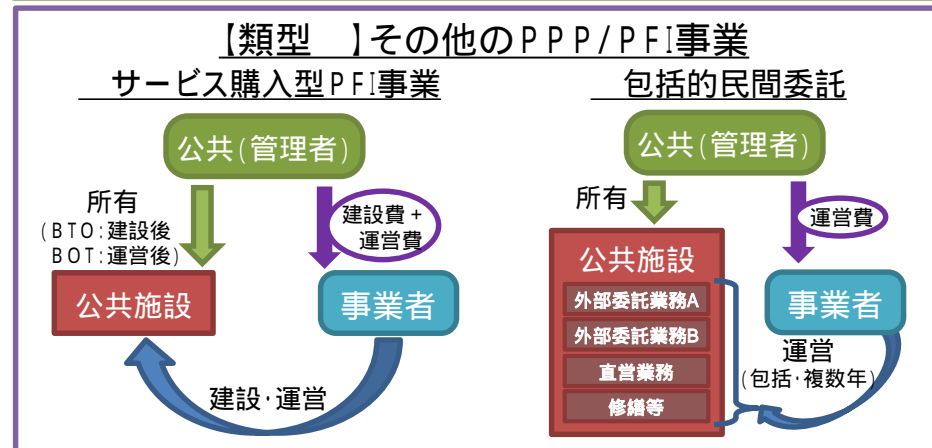 【類型　】その他のPPP/PFI事業
サービス購入型PFI事業
公共(管理者)
所有
(BTO:建設後
BOT:運営後)
建設費+
運営費
公共施設
事業者
建設・運営
包括的民間委託
公共(管理者)
所有
運営費
公共施設
外部委託業務A
外部委託業務B
直営業務
修繕等
事業者
運営
(包括・複数年)